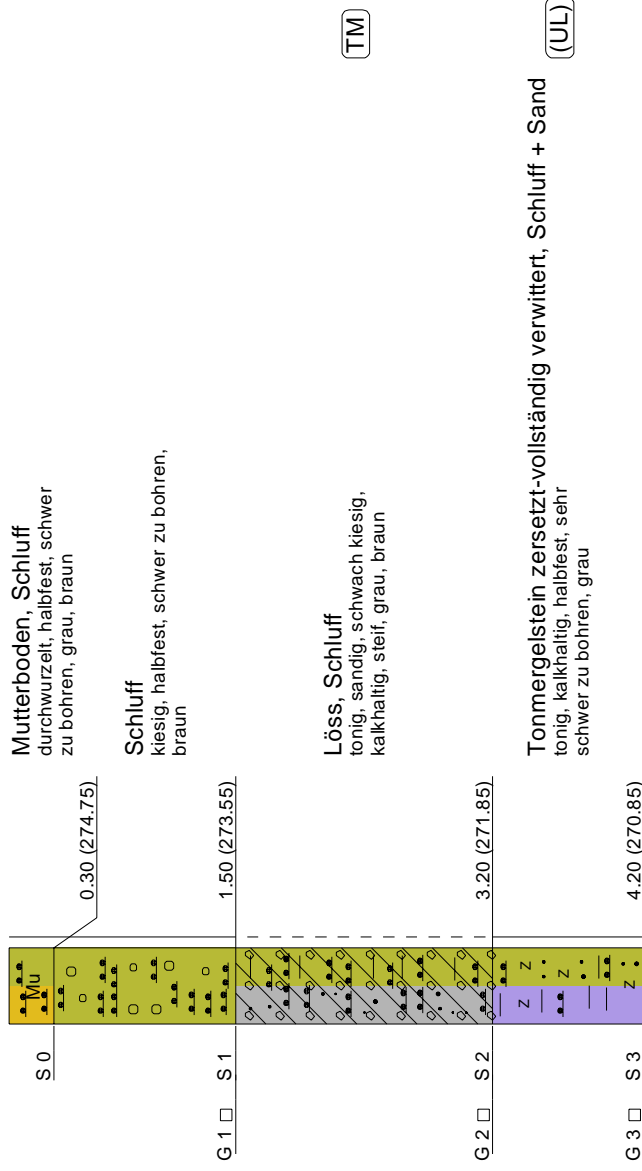 Mutterboden, Schluff
durchwurzelt, halbfest, schwer
zu bohren, grau, braun
Mu
S 0
0.30 (274.75)
Schluff
kiesig, halbfest, schwer zu bohren,
braun
G 1 S 1
1.50 (273.55)
Löss, Schluff
tonig, sandig, schwach kiesig,
kalkhaltig, steif, grau, braun
TM
G 2 S 2
3.20 (271.85)
Tonmergelstein zersetzt-vollständig verwittert, Schluff + Sand
tonig, kalkhaltig, halbfest, sehr
schwer zu bohren, grau
(UL)
Z Z
Z
Z
G 3 S 3
4.20 (270.85)